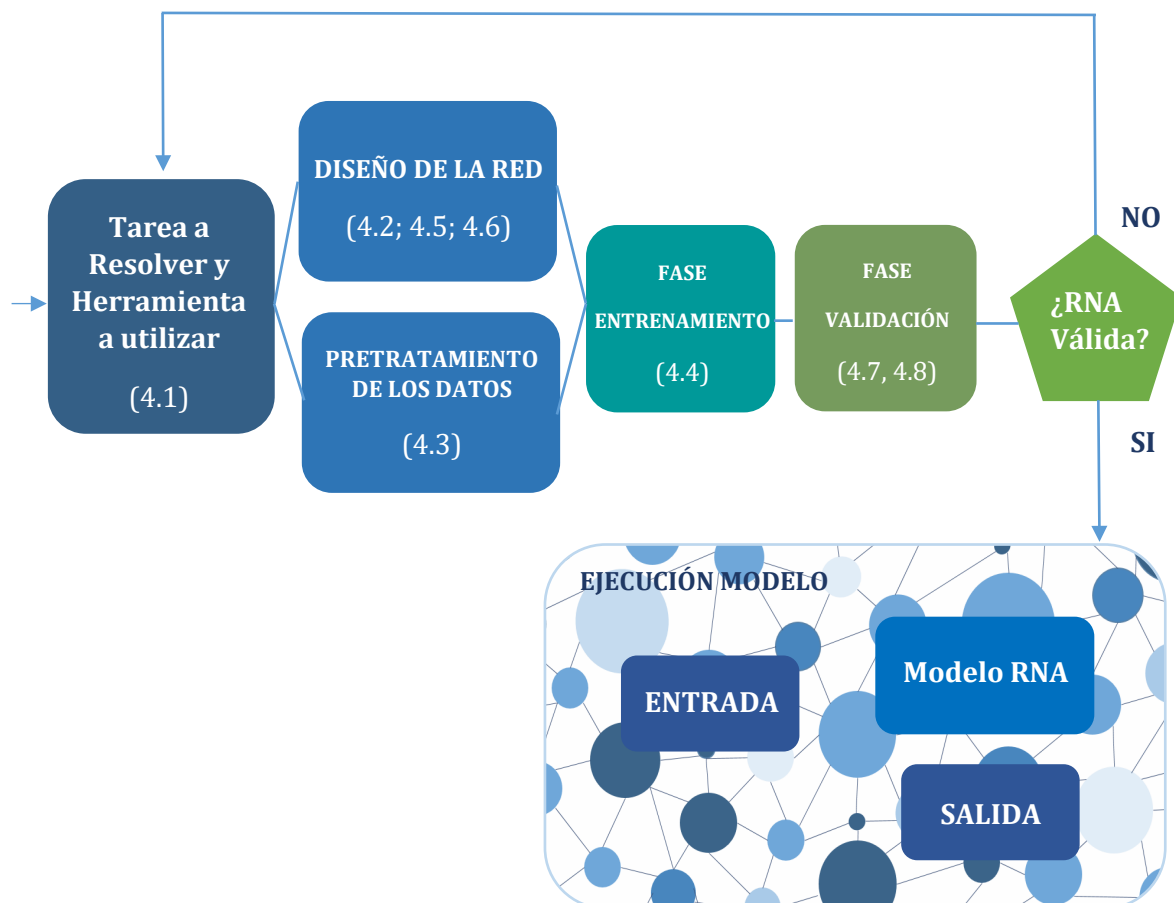 Tarea a
Resolver y
Herramienta
a utilizar
(4.1)
DISEÑO DE LA RED
(4.2; 4.5; 4.6)
PRETRATAMIENTO
DE LOS DATOS
(4.3)
FASE
ENTRENAMIENTO
(4.4)
FASE
VALIDACIÓN
(4.7, 4.8)
NO
¿RNA
Válida?
SI
EJECUCIÓN MODELO
ENTRADA
Modelo RNA
SALIDA